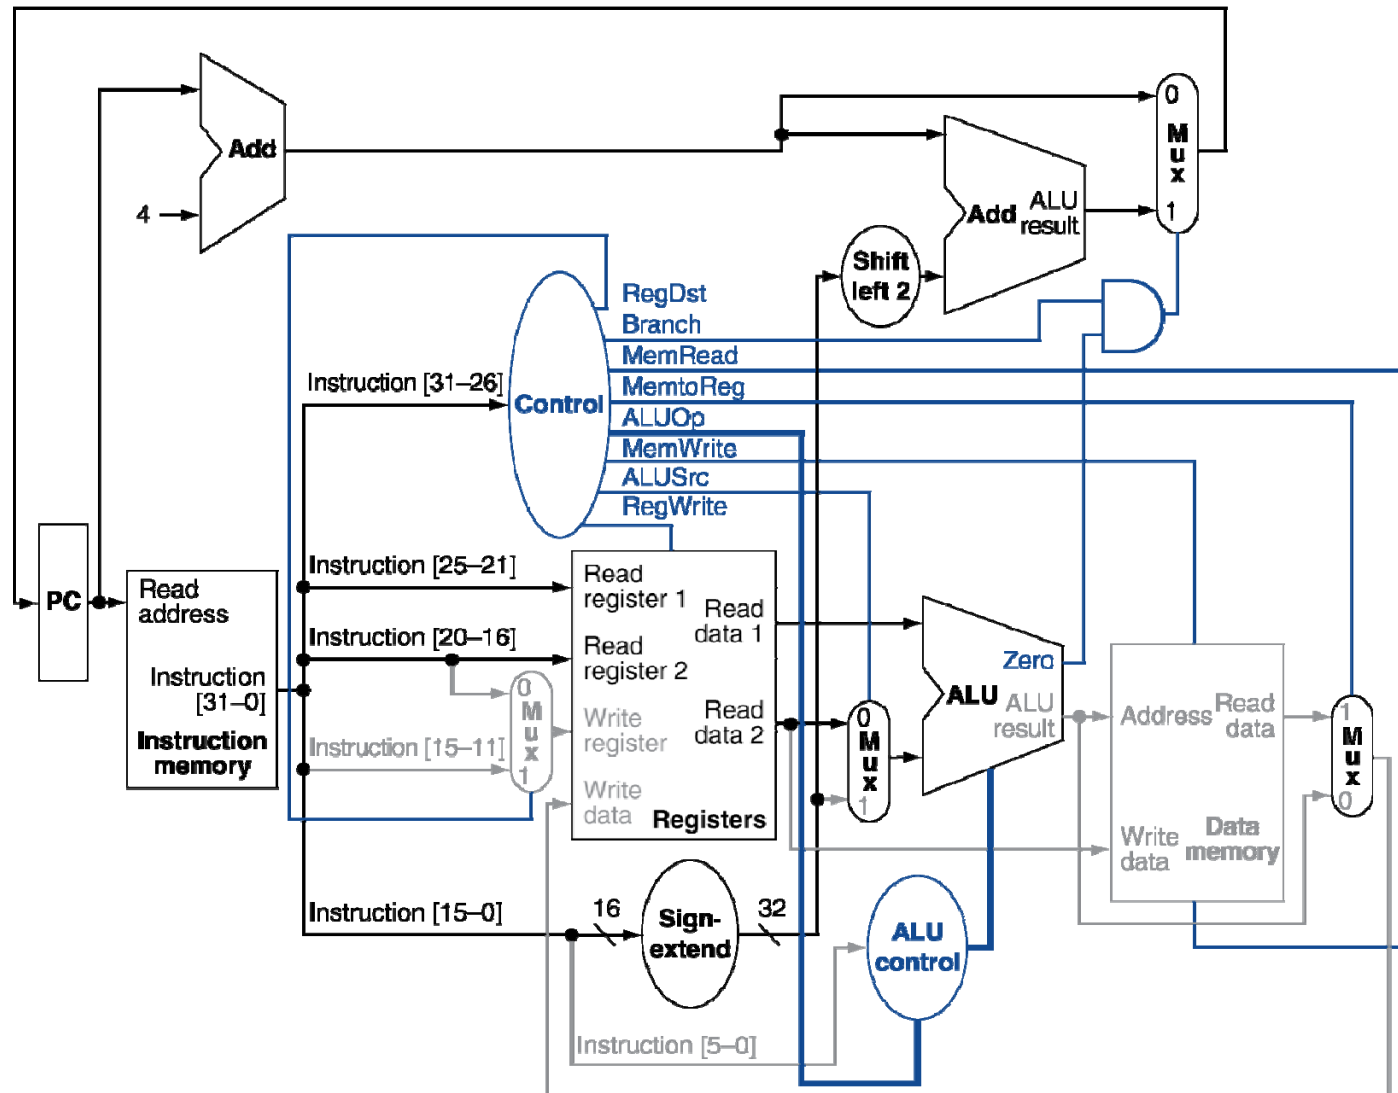 0
M
u
x
1
Add
4
Add
ALU
result
Shift
left 2
RegDst
Branch
MemRead
MemtoReg
ALUOp
MemWrite
ALUSrc
RegWrite
Instruction [31–26]
Control
PC
Read
address
Instruction
[31–0]
Instruction
memory
Instruction [25–21]
Instruction [20–16]
Instruction [15–11]
0
M
u
x
1
Read
register 1
Read
register 2
Write
register
Write
data
Read
data 1
Read
data 2
Registers
0
M
u
x
1
Zero
ALU
ALU
result
Address
Read
data
Write
data
Data
memory
1
M
u
x
0
Instruction [15–0]
16
Sign-
extend
32
ALU
control
Instruction [5–0]